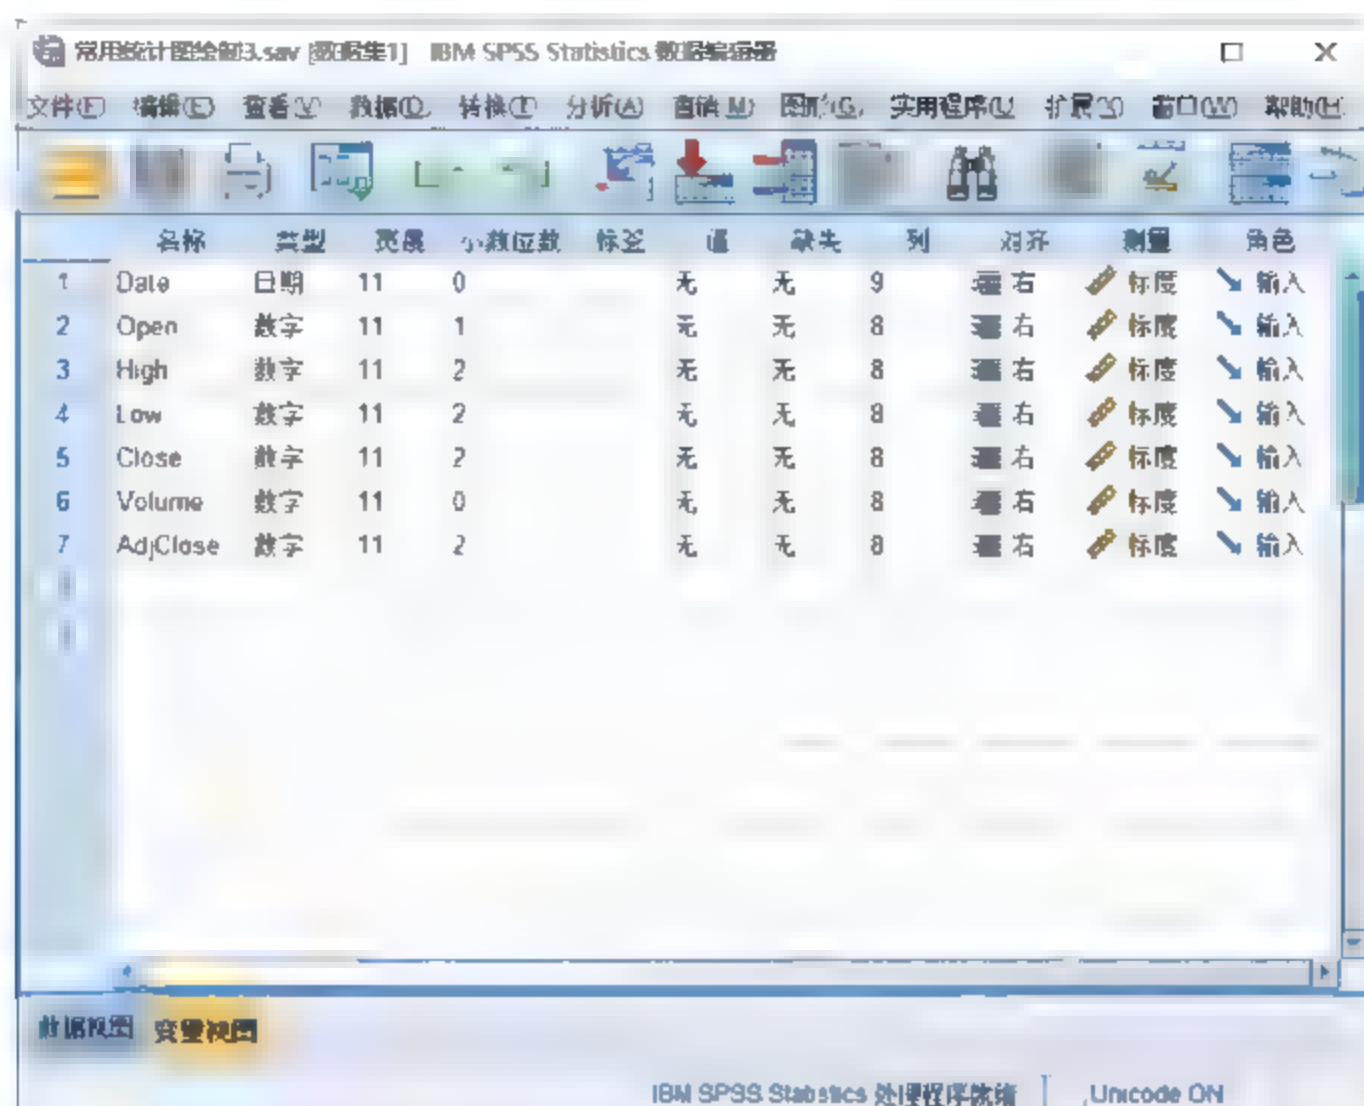 常用统计图绘制3.sav [数据集1] IBM SPSS Statistics 数据编辑器
文件(F) 编辑(E) 查看(V) 数据(D) 转换(T) 分析(A) 直销(M) 图形(G) 实用程序(U) 扩展(X) 窗口(W) 帮助(H)
名称 类型 宽度 小数位数 标签 值 缺失 列 对齐 测量 角色
1 Date 日期 11 0 无 无 9 右 标度 输入
2 Open 数字 11 1 无 无 8 右 标度 输入
3 High 数字 11 2 无 无 8 右 标度 输入
4 Low 数字 11 2 无 无 8 右 标度 输入
5 Close 数字 11 2 无 无 8 右 标度 输入
6 Volume 数字 11 0 无 无 8 右 标度 输入
7 AdjClose 数字 11 2 无 无 8 右 标度 输入
数据视图 变量视图
IBM SPSS Statistics 处理程序就绪 Unicode:ON